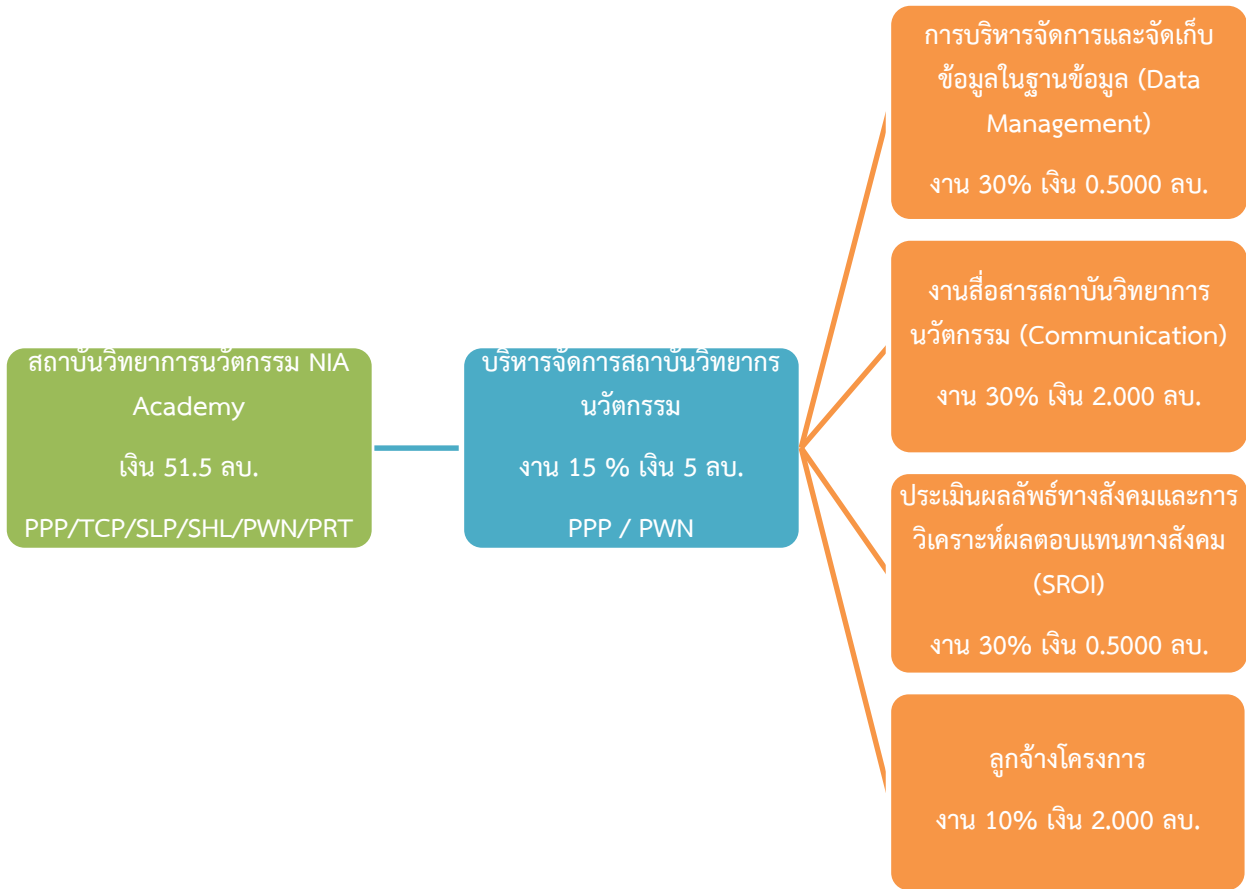 สถาบันวิทยาการนวัตกรรม NIA
Academy
เงิน 51.5 ลบ.
PPP/TCP/SLP/SHL/PWN/PRT
บริหารจัดการสถาบันวิทยากร
นวัตกรรม
งาน 15 % เงิน 5 ลบ.
PPP / PWN
การบริหารจัดการและจัดเก็บ
ข้อมูลในฐานข้อมูล (Data
Management)
งาน 30% เงิน 0.5000 ลบ.
งานสื่อสารสถาบันวิทยาการ
นวัตกรรม (Communication)
งาน 30% เงิน 2.000 ลบ.
ประเมินผลลัพธ์ทางสังคมและการ
วิเคราะห์ผลตอบแทนทางสังคม
(SROI)
งาน 30% เงิน 0.5000 ลบ.
ลูกจ้างโครงการ
งาน 10% เงิน 2.000 ลบ.